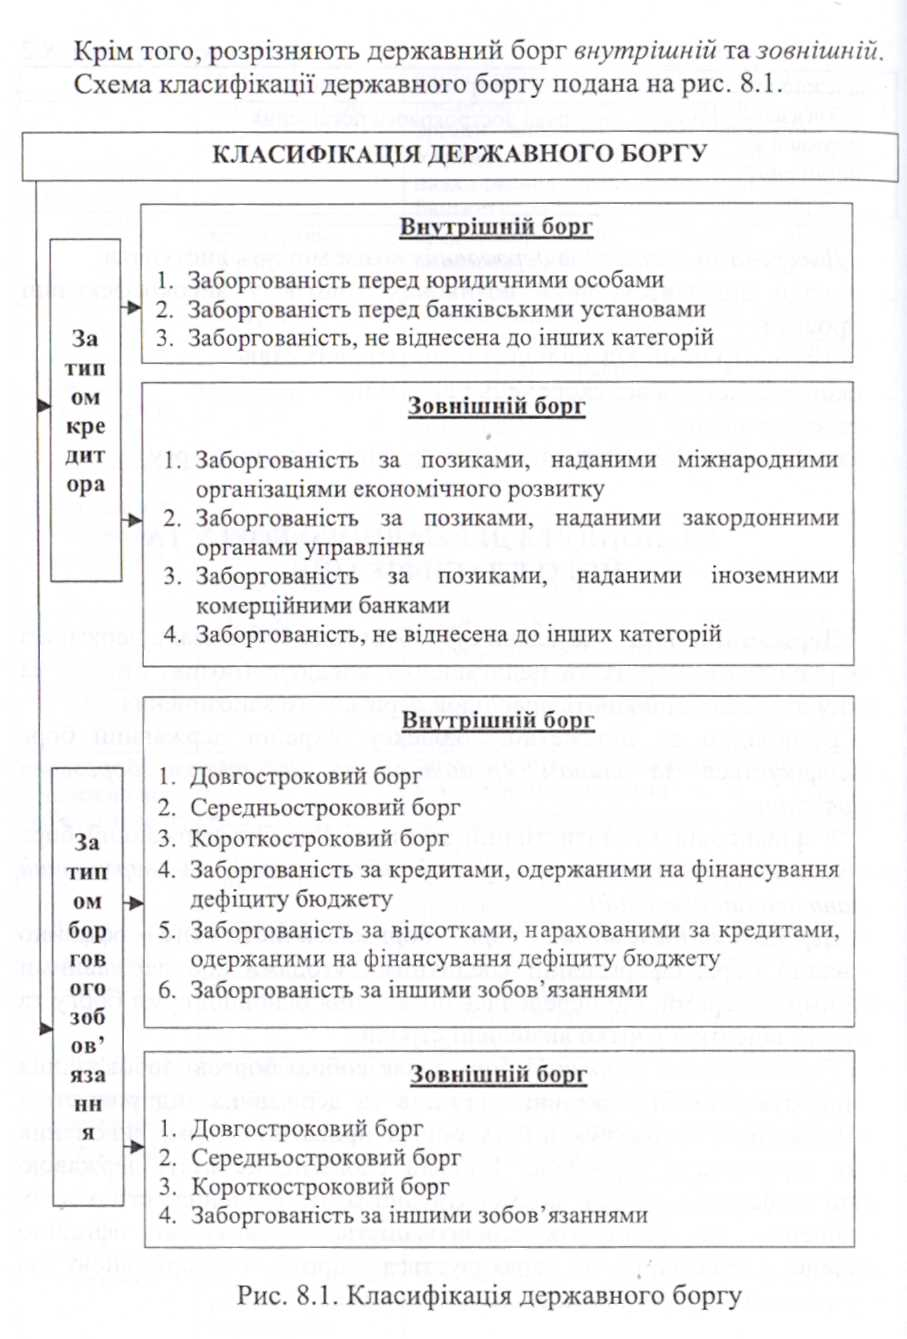 Крім того, розрізняють державний борг внутрішній та зовнішній.
Схема класифікації державного боргу подана на рис. 8.1.
КЛАСИФІКАЦІЯ ДЕРЖАВНОГО БОРГУ
За
тип
ом
кре
дит
ора
Внутрішній борг
1. Заборгованість перед юридичними особами
2. Заборгованість перед банківськими установами
3. Заборгованість, не віднесена до інших категорій
Зовнішній борг
1. Заборгованість за позиками, наданими міжнародними
організаціями економічного розвитку
2. Заборгованість за позиками, наданими закордонними
органами управління
3. Заборгованість за позиками, наданими іноземними
комерційними банками
4. Заборгованість, не віднесена до інших категорій
За
тип
ом
бор
гов
ого
зоб
ов’
яза
нн
я
Внутрішній борг
1. Довгостроковий борг
2. Середньостроковий борг
3. Короткостроковий борг
4. Заборгованість за кредитами, одержаними на фінансування
дефіциту бюджету
5. Заборгованість за відсотками, нарахованими за кредитами,
одержаними на фінансування дефіциту бюджету
6. Заборгованість за іншими зобов’язаннями
Зовнішній борг
1. Довгостроковий борг
2. Середньостроковий борг
3. Короткостроковий борг
4. Заборгованість за іншими зобов’язаннями
Рис. 8.1. Класифікація державного боргу